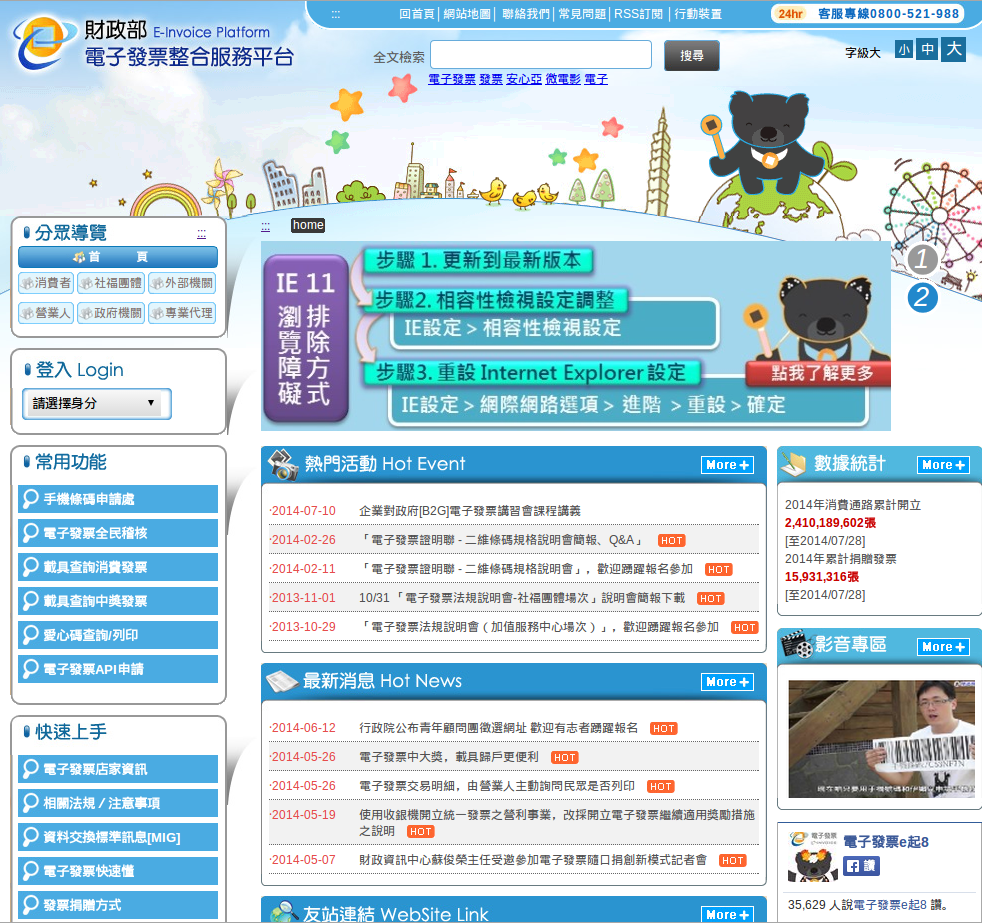 財政部 E-Invoice Platform
電子發票整合服務平台
:::
回首頁│網站地圖│ 聯絡我們│常見問題│RSS訂閱 │行動裝置
24hr 客服專線0800-521-988
全文檢索
搜尋
字級大 小 中 大
電子發票 發票 安心亞 微電影 電子
分眾導覽 :::
首 頁
消費者 社福團體 外部機關
營業人 政府機關 專業代理
登入 Login
請選擇身分
常用功能
手機條碼申請處
電子發票全民稽核
載具查詢消費發票
載具查詢中獎發票
愛心碼查詢/列印
電子發票API申請
快速上手
電子發票店家資訊
相關法規／注意事項
資料交換標準訊息[MIG]
電子發票快速懂
發票捐贈方式
::: home
IE 11
瀏覽障礙
排除方式
步驟 1. 更新到最新版本
步驟2. 相容性檢視設定調整
IE設定 > 相容性檢視設定
步驟3. 重設 Internet Explorer 設定
IE設定 > 網際網路選項 > 進階 > 重設 > 確定
點我了解更多
1
2
熱門活動 Hot Event More+
·2014-07-10 企業對政府[B2G]電子發票講習會課程講義
·2014-02-26 「電子發票證明聯 - 二維條碼規格說明會簡報、Q&A」 HOT
·2014-02-11 「電子發票證明聯 - 二維條碼規格說明會」，歡迎踴躍報名參加 HOT
·2013-11-01 10/31 「電子發票法規說明會-社福團體場次」說明會簡報下載 HOT
·2013-10-29 「電子發票法規說明會（加值服務中心場次）」，歡迎踴躍報名參加 HOT
最新消息 Hot News More+
·2014-06-12 行政院公布青年顧問團徵選網址 歡迎有志者踴躍報名 HOT
·2014-05-26 電子發票中大獎，載具歸戶更便利 HOT
·2014-05-26 電子發票交易明細，由營業人主動詢問民眾是否列印 HOT
·2014-05-19 使用收銀機開立統一發票之營利事業，改採開立電子發票繼續適用獎勵措施
之說明 HOT
·2014-05-07 財政資訊中心蘇俊榮主任受邀參加電子發票隨口捐創新模式記者會 HOT
友站連結 WebSite Link More+
數據統計 More+
2014年消費通路累計開立
2,410,189,602張
[至2014/07/28]
2014年累計捐贈發票
15,931,316張
[至2014/07/28]
影音專區 More+
電子發票
電子發票e起8
讚
35,629 人說電子發票e起8 讚。